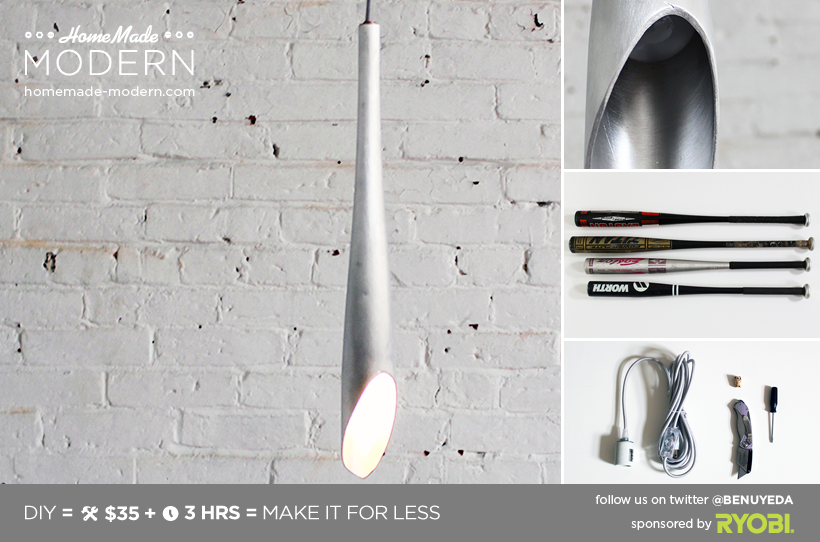 HomeMade
MODERN
homemade-modern.com
WORTH
DIY = $35 + 3 HRS = MAKE IT FOR LESS
follow us on twitter @BENUYEDA
sponsored by RYOBI.